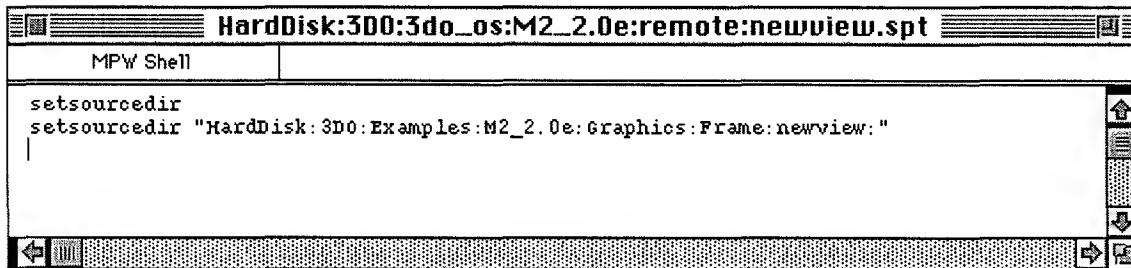 HardDisk:3DO:3do_os:M2_2.0e:remote:newview.spt
MPW Shell
setsourcedir
setsourcedir "HardDisk:3DO:Examples:M2_2.0e:Graphics:Frame:newview:"